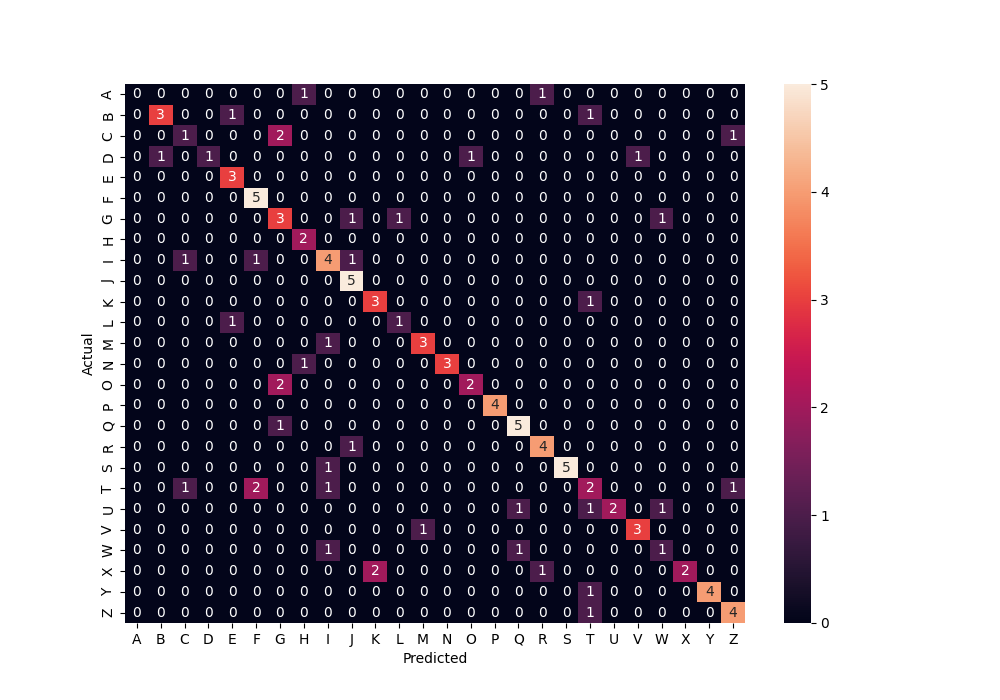 A 0 0 0 0 0 0 0 1 0 0 0 0 0 0 0 0 0 1 0 0 0 0 0 0 0 0
B 0 3 0 0 1 0 0 0 0 0 0 0 0 0 0 0 0 0 0 1 0 0 0 0 0 0
C 0 0 1 0 0 0 2 0 0 0 0 0 0 0 0 0 0 0 0 0 0 0 0 0 0 1
D 0 1 0 1 0 0 0 0 0 0 0 0 0 0 1 0 0 0 0 0 0 1 0 0 0 0
E 0 0 0 0 3 0 0 0 0 0 0 0 0 0 0 0 0 0 0 0 0 0 0 0 0 0
F 0 0 0 0 0 5 0 0 0 0 0 0 0 0 0 0 0 0 0 0 0 0 0 0 0 0
G 0 0 0 0 0 0 3 0 0 1 0 1 0 0 0 0 0 0 0 0 0 0 1 0 0 0
H 0 0 0 0 0 0 0 2 0 0 0 0 0 0 0 0 0 0 0 0 0 0 0 0 0 0
I 0 0 1 0 0 1 0 0 4 1 0 0 0 0 0 0 0 0 0 0 0 0 0 0 0 0
J 0 0 0 0 0 0 0 0 0 5 0 0 0 0 0 0 0 0 0 0 0 0 0 0 0 0
K 0 0 0 0 0 0 0 0 0 0 3 0 0 0 0 0 0 0 0 1 0 0 0 0 0 0
L 0 0 0 0 1 0 0 0 0 0 0 1 0 0 0 0 0 0 0 0 0 0 0 0 0 0
M 0 0 0 0 0 0 0 0 1 0 0 0 3 0 0 0 0 0 0 0 0 0 0 0 0 0
N 0 0 0 0 0 0 0 1 0 0 0 0 0 3 0 0 0 0 0 0 0 0 0 0 0 0
O 0 0 0 0 0 0 2 0 0 0 0 0 0 0 2 0 0 0 0 0 0 0 0 0 0 0
P 0 0 0 0 0 0 0 0 0 0 0 0 0 0 0 4 0 0 0 0 0 0 0 0 0 0
Q 0 0 0 0 0 0 1 0 0 0 0 0 0 0 0 0 5 0 0 0 0 0 0 0 0 0
R 0 0 0 0 0 0 0 0 0 1 0 0 0 0 0 0 0 4 0 0 0 0 0 0 0 0
S 0 0 0 0 0 0 0 0 1 0 0 0 0 0 0 0 0 0 5 0 0 0 0 0 0 0
T 0 0 1 0 0 2 0 0 1 0 0 0 0 0 0 0 0 0 0 2 0 0 0 0 0 1
U 0 0 0 0 0 0 0 0 0 0 0 0 0 0 0 0 1 0 0 1 2 0 1 0 0 0
V 0 0 0 0 0 0 0 0 0 0 0 0 1 0 0 0 0 0 0 0 0 3 0 0 0 0
W 0 0 0 0 0 0 0 0 1 0 0 0 0 0 0 0 1 0 0 0 0 0 1 0 0 0
X 0 0 0 0 0 0 0 0 0 0 2 0 0 0 0 0 0 1 0 0 0 0 0 2 0 0
Y 0 0 0 0 0 0 0 0 0 0 0 0 0 0 0 0 0 0 0 1 0 0 0 0 4 0
Z 0 0 0 0 0 0 0 0 0 0 0 0 0 0 0 0 0 0 0 1 0 0 0 0 0 4
A B C D E F G H I J K L M N O P Q R S T U V W X Y Z
Predicted
Actual
5
4
3
2
1
0